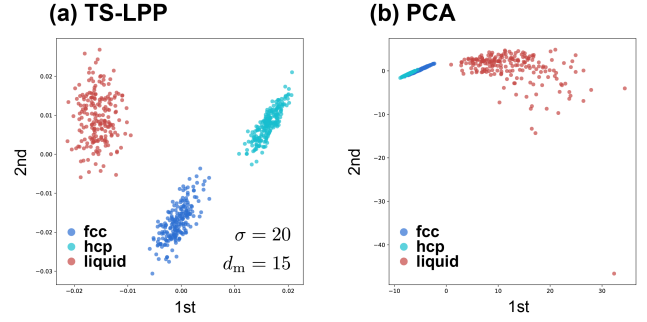 (a) TS-LPP
2nd
0.02
0.01
0.00
−0.01
−0.02
−0.03
fcc
hcp
liquid
σ = 20
d_m = 15
−0.02
−0.01
0.00
0.01
0.02
1st
(b) PCA
2nd
0
−10
−20
−30
−40
fcc
hcp
liquid
−10
0
10
20
30
1st